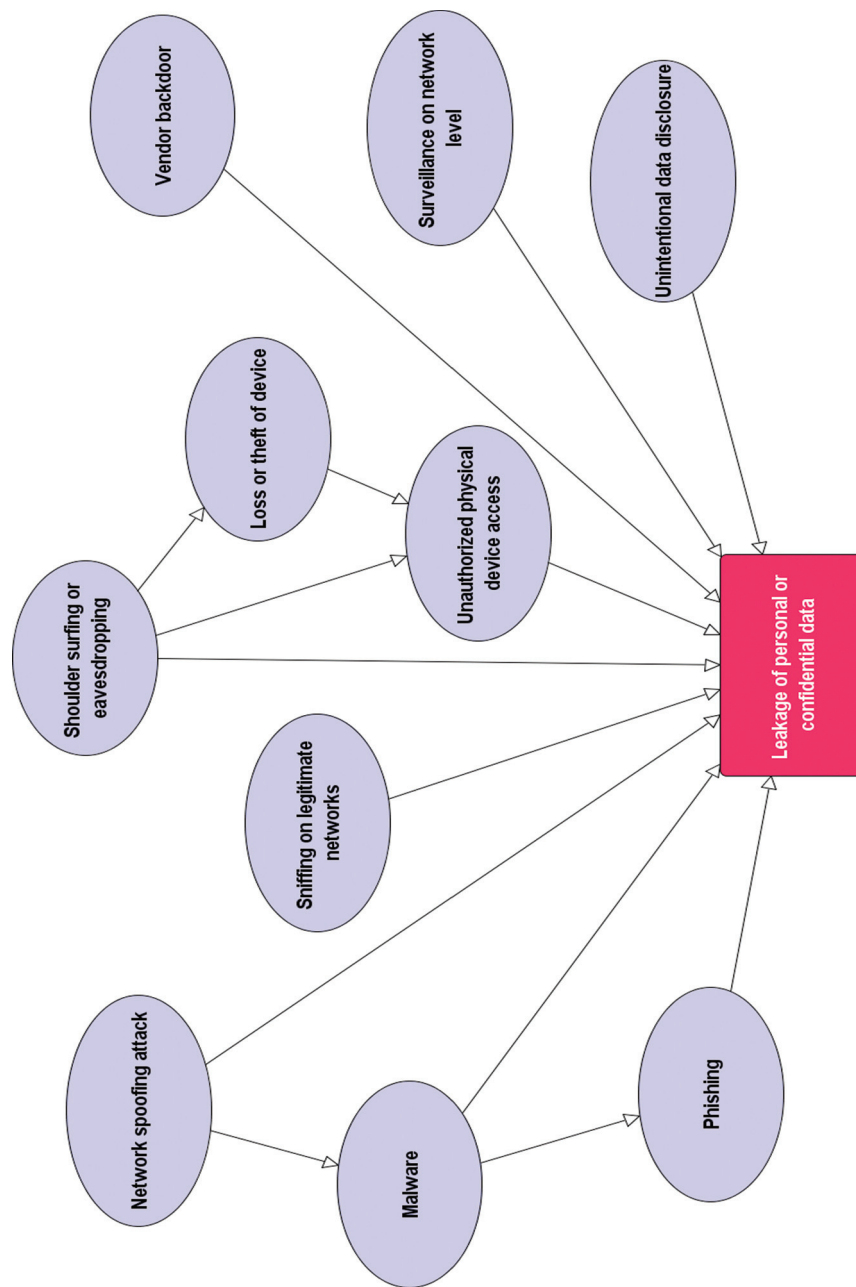 Network spoofing attack
Malware
Phishing
Sniffing on legitimate
networks
Shoulder surfing or
eavesdropping
Loss or theft of device
Unauthorized physical
device access
Vendor backdoor
Surveillance on network
level
Unintentional data disclosure
Leakage of personal or
confidential data